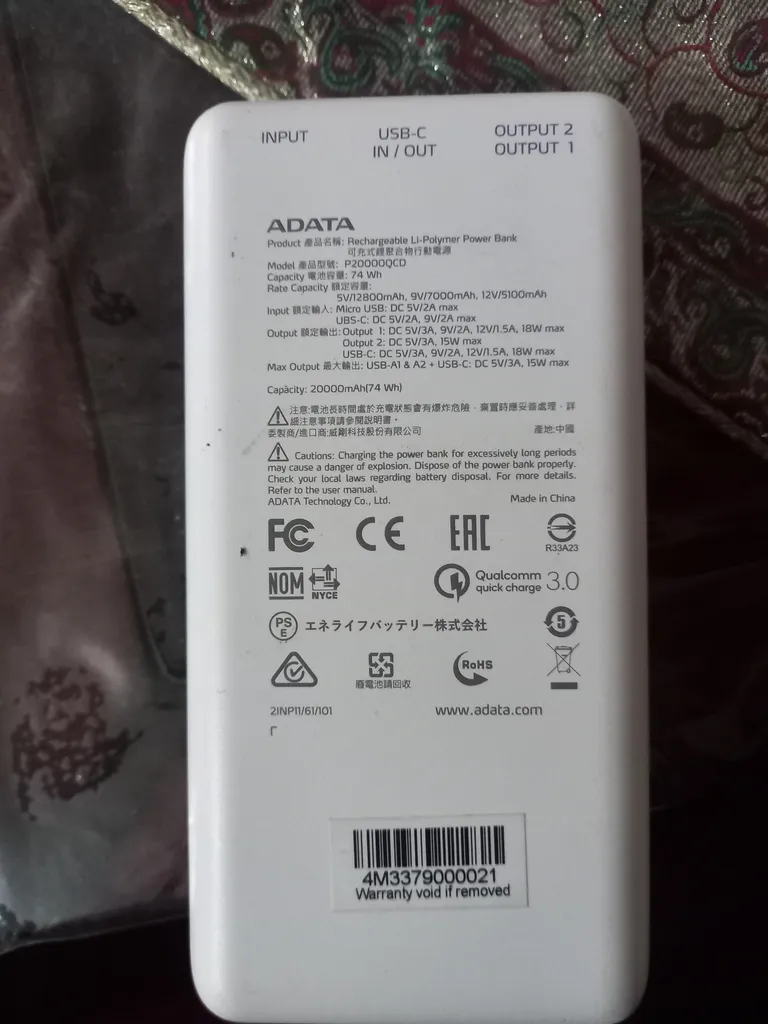 INPUT
USB-C
IN / OUT
OUTPUT 2
OUTPUT 1
ADATA
Product 產品名稱: Rechargeable Li-Polymer Power Bank
可充式鋰聚合物行動電源
Model 產品型號: P20000QCD
Capacity 電池容量: 74 Wh
Rate Capacity 額定容量:
5V/12800mAh, 9V/7000mAh, 12V/5100mAh
Input 額定輸入: Micro USB: DC 5V/2A max
UBS-C: DC 5V/2A, 9V/2A max
Output 額定輸出: Output 1: DC 5V/3A, 9V/2A, 12V/1.5A, 18W max
Output 2: DC 5V/3A, 15W max
USB-C: DC 5V/3A, 9V/2A, 12V/1.5A, 18W max
Max Output 最大輸出: USB-A1 & A2 + USB-C: DC 5V/3A, 15W max
Capacity: 20000mAh(74 Wh)
注意:電池長時間處於充電狀態會有爆炸危險，棄置時應妥善處理，詳
細注意事項請參閱說明書。
委製商/進口商:威剛科技股份有限公司 產地:中國
Cautions: Charging the power bank for excessively long periods
may cause a danger of explosion. Dispose of the power bank properly.
Check your local laws regarding battery disposal. For more details.
Refer to the user manual.
ADATA Technology Co., Ltd. Made in China
FC CE EAC
R33A23
NOM NYCE
Qualcomm
quick charge 3.0
PS
E
エネライフバッテリー株式会社
5
廢電池請回收
RoHS
2INP11/61/101
www.adata.com
4M3379000021
Warranty void if removed